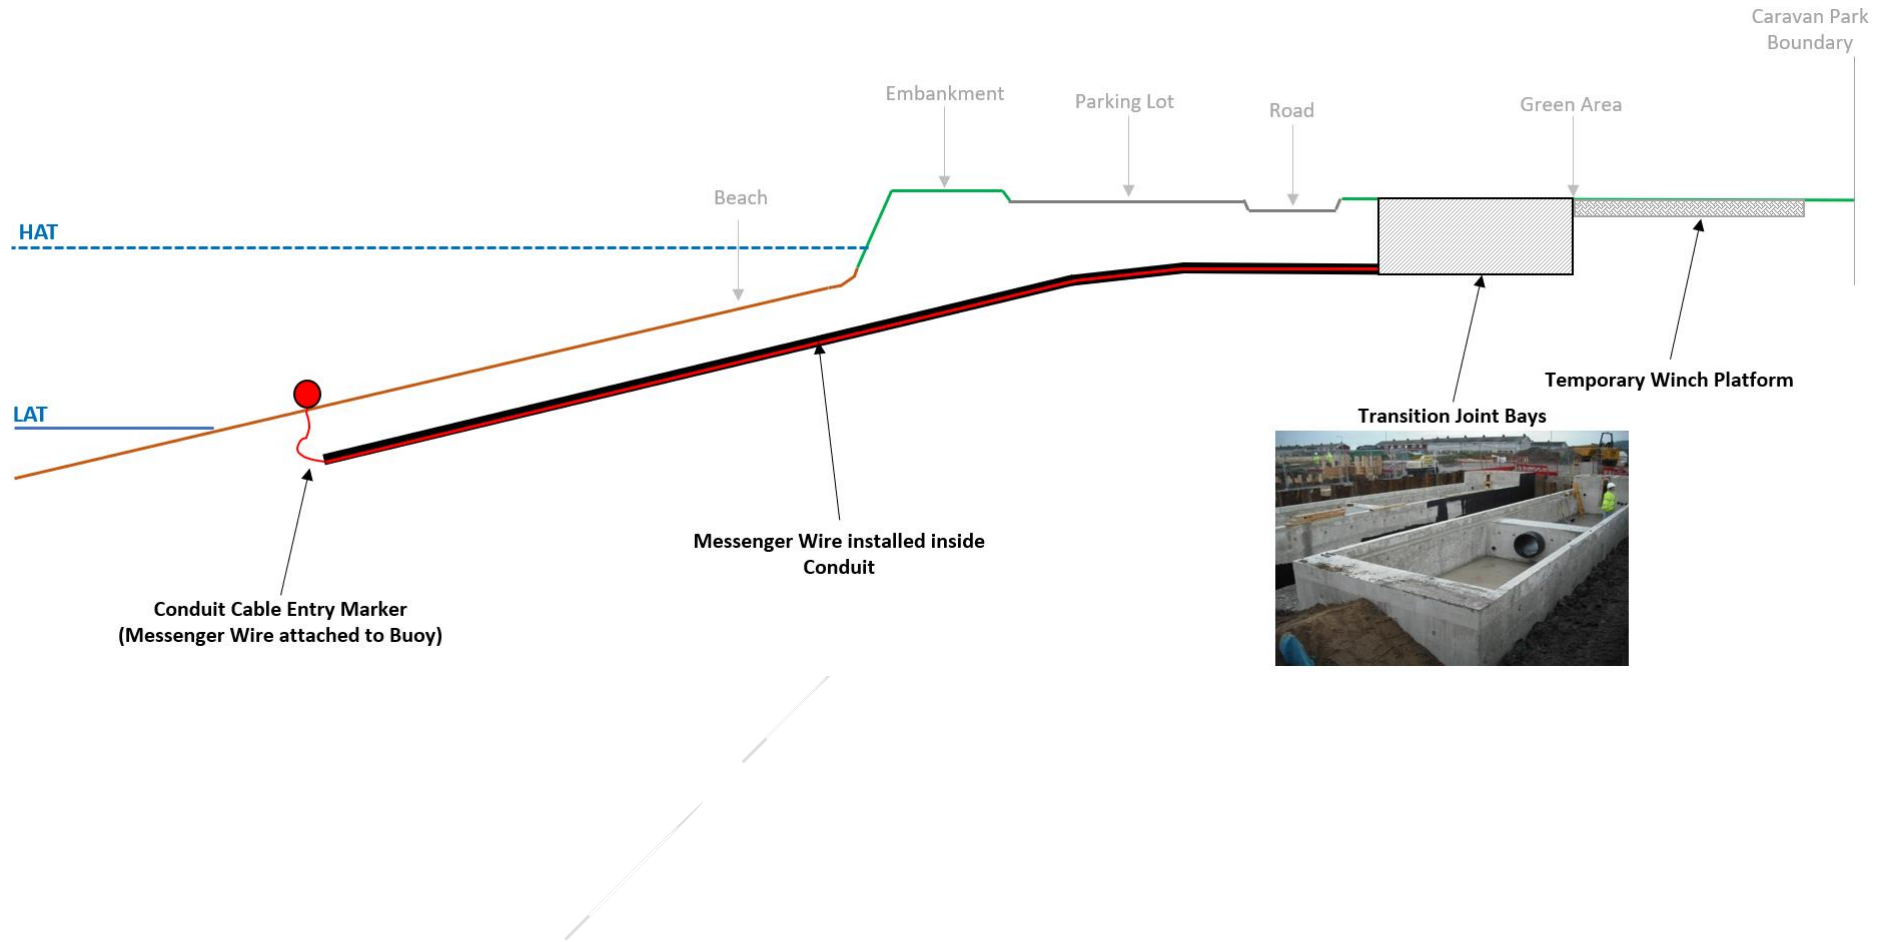 Caravan Park
Boundary
Embankment
Parking Lot
Road
Green Area
Beach
HAT
LAT
Temporary Winch Platform
Transition Joint Bays
Messenger Wire installed inside
Conduit
Conduit Cable Entry Marker
(Messenger Wire attached to Buoy)